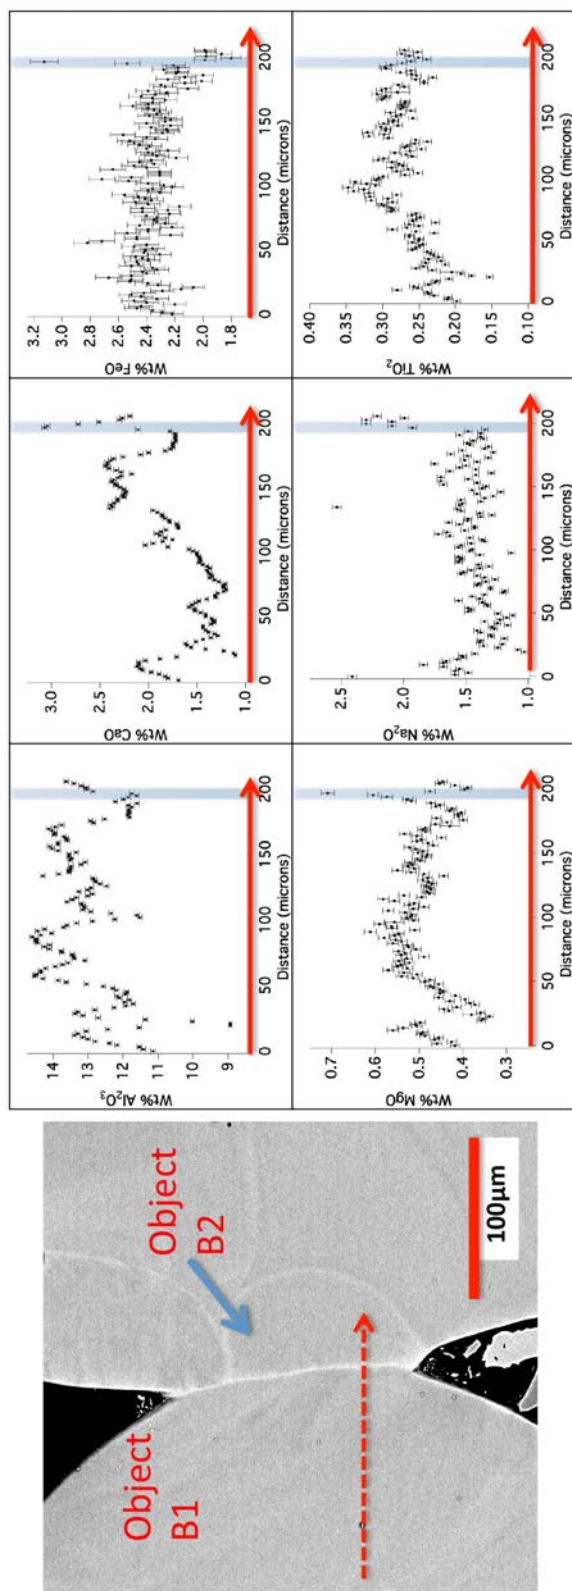 Object
B1
Object
B2
100μm
Wt% Al₂O₃
14
13
12
11
10
9
0 50 100 150 200
Distance (microns)
Wt% CaO
3.0
2.5
2.0
1.5
1.0
0 50 100 150 200
Distance (microns)
Wt% FeO
3.2
3.0
2.8
2.6
2.4
2.2
2.0
1.8
0 50 100 150 200
Distance (microns)
Wt% MgO
0.7
0.6
0.5
0.4
0.3
0 50 100 150 200
Distance (microns)
Wt% Na₂O
2.5
2.0
1.5
1.0
0 50 100 150 200
Distance (microns)
Wt% TiO₂
0.40
0.35
0.30
0.25
0.20
0.15
0.10
0 50 100 150 200
Distance (microns)